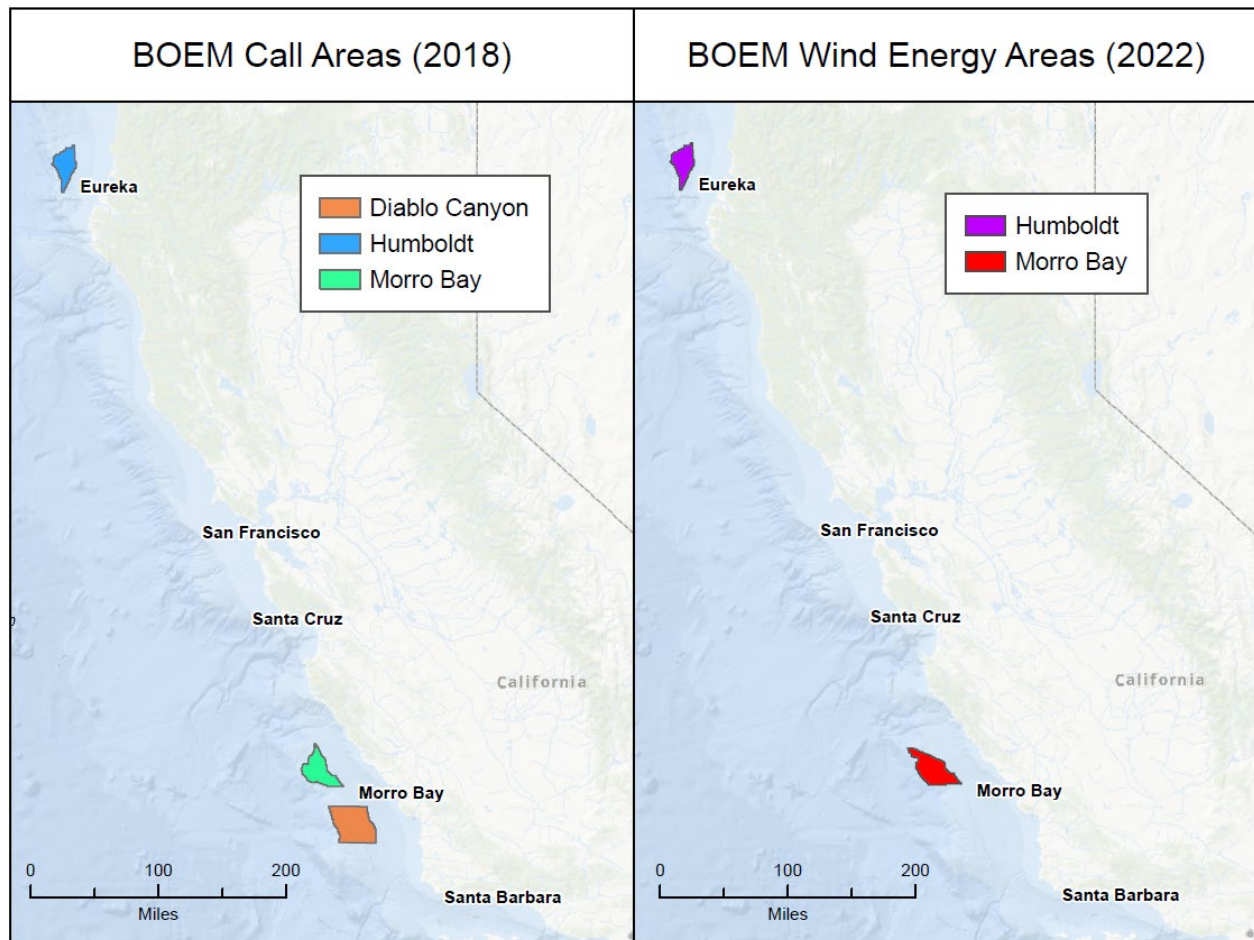 BOEM Call Areas (2018)
Eureka
Diablo Canyon
Humboldt
Morro Bay
San Francisco
Santa Cruz
California
Morro Bay
Santa Barbara
0 100 200
Miles
BOEM Wind Energy Areas (2022)
Eureka
Humboldt
Morro Bay
San Francisco
Santa Cruz
California
Morro Bay
Santa Barbara
0 100 200
Miles